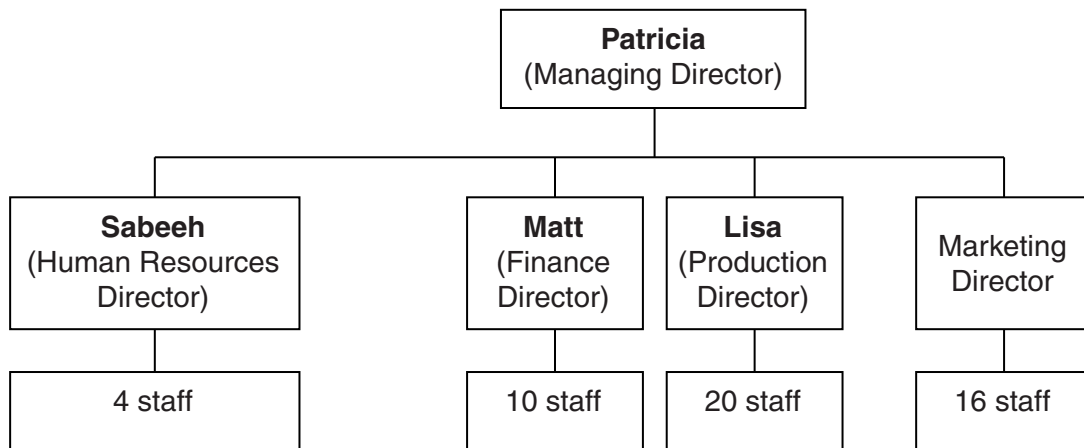 Patricia
(Managing Director)
Sabeeh
(Human Resources
Director)
Matt
(Finance
Director)
Lisa
(Production
Director)
Marketing
Director
4 staff
10 staff
20 staff
16 staff